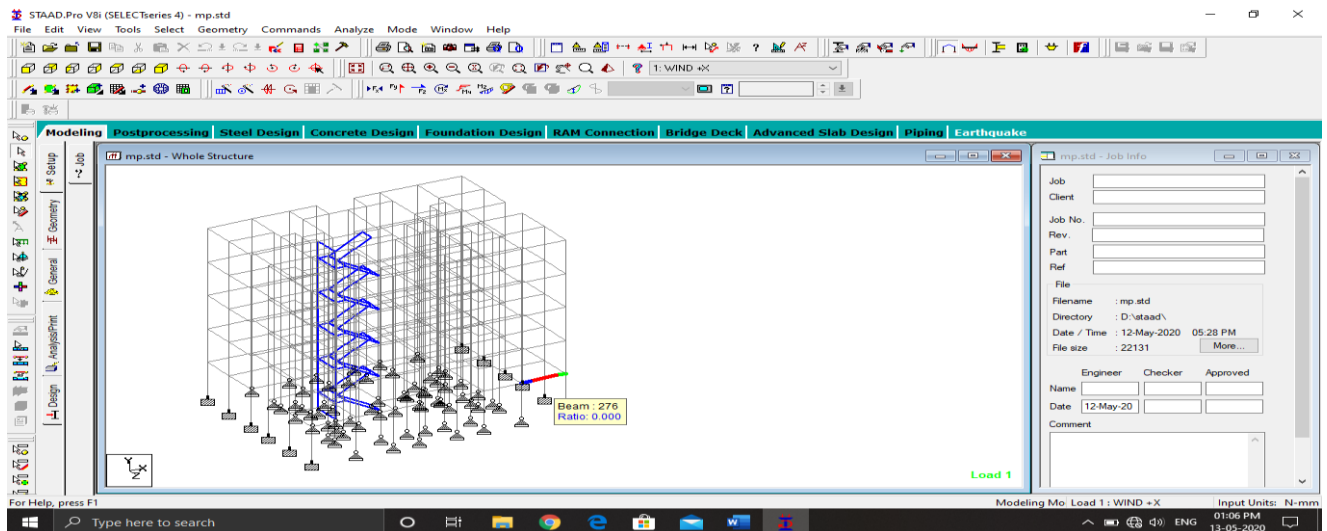 STAAD.Pro V8i (SELECTseries 4) - mp.std
File Edit View Tools Select Geometry Commands Analyze Mode Window Help
1: WIND +X
Modeling Postprocessing Steel Design Concrete Design Foundation Design RAM Connection Bridge Deck Advanced Slab Design Piping Earthquake
Setup
Geometry
General
Analysis/Print
Design
Job
mp.std - Whole Structure
Beam : 276
Ratio: 0.000
Y
X
Z
Load 1
mp.std - Job Info
Job
Client
Job No.
Rev.
Part
Ref
File
Filename : mp.std
Directory : D:\staad\
Date / Time : 12-May-2020 05:28 PM
File size : 22131 More...
Engineer Checker Approved
Name
Date 12-May-20
Comment
For Help, press F1
Modeling Mo Load 1 : WIND +X Input Units: N-mm
Type here to search
ENG
01:06 PM
13-05-2020